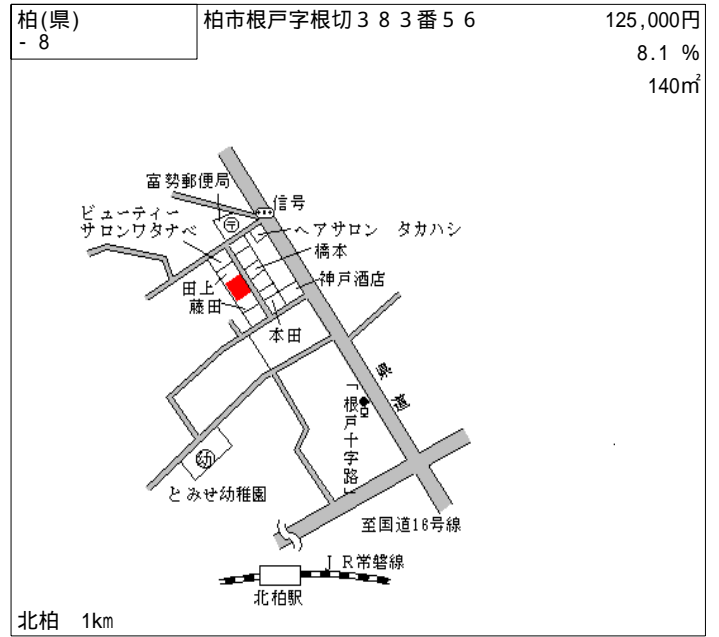 柏(県)
- 8
柏市根戸字根切３８３番５６
125,000円
8.1 %
140㎡
富勢郵便局
信号
〒
ビューティー
サロンワタナベ
ヘアサロン タカハシ
橋本
田上
神戸酒店
藤田
本田
県道
「根戸十字路」
幼
とみせ幼稚園
至国道16号線
ＪＲ常磐線
北柏駅
北柏 1km